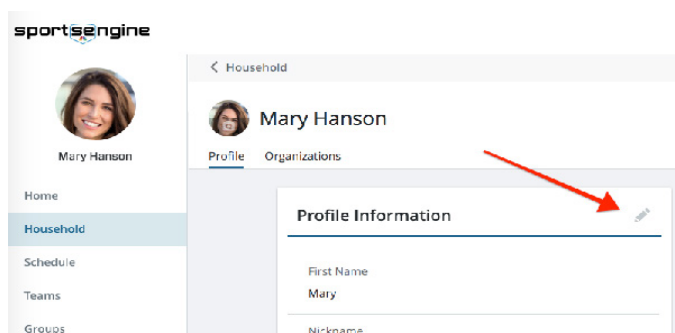 sportsengine
Mary Hanson
Home
Household
Schedule
Teams
Groups
Household
Mary Hanson
Profile Organizations
Profile Information
First Name
Mary
Nickname